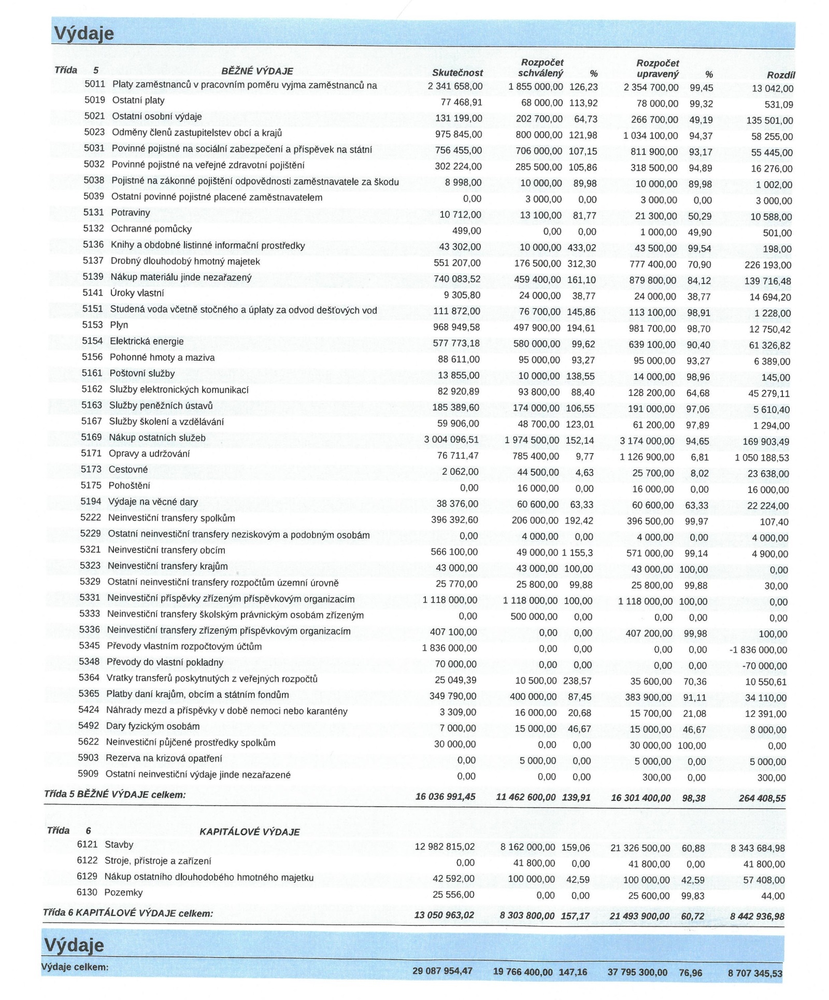 Výdaje
Třída 5 BĚŽNÉ VÝDAJE Skutečnost Rozpočet schválený % Rozpočet upravený % Rozdíl
5011 Platy zaměstnanců v pracovním poměru vyjma zaměstnanců na 2 341 658,00 1 855 000,00 126,23 2 354 700,00 99,45 13 042,00
5019 Ostatní platy 77 468,91 68 000,00 113,92 78 000,00 99,32 531,09
5021 Ostatní osobní výdaje 131 199,00 202 700,00 64,73 266 700,00 49,19 135 501,00
5023 Odměny členů zastupitelstev obcí a krajů 975 845,00 800 000,00 121,98 1 034 100,00 94,37 58 255,00
5031 Povinné pojistné na sociální zabezpečení a příspěvek na státní 756 455,00 706 000,00 107,15 811 900,00 93,17 55 445,00
5032 Povinné pojistné na veřejné zdravotní pojištění 302 224,00 285 500,00 105,86 318 500,00 94,89 16 276,00
5038 Pojistné na zákonné pojištění odpovědnosti zaměstnavatele za škodu 8 998,00 10 000,00 89,98 10 000,00 89,98 1 002,00
5039 Ostatní povinné pojistné placené zaměstnavatelem 0,00 3 000,00 0,00 3 000,00 0,00 3 000,00
5131 Potraviny 10 712,00 13 100,00 81,77 21 300,00 50,29 10 588,00
5132 Ochranné pomůcky 499,00 0,00 0,00 1 000,00 49,90 501,00
5136 Knihy a obdobné listinné informační prostředky 43 302,00 10 000,00 433,02 43 500,00 99,54 198,00
5137 Drobný dlouhodobý hmotný majetek 551 207,00 176 500,00 312,30 777 400,00 70,90 226 193,00
5139 Nákup materiálu jinde nezařazený 740 083,52 459 400,00 161,10 879 800,00 84,12 139 716,48
5141 Úroky vlastní 9 305,80 24 000,00 38,77 24 000,00 38,77 14 694,20
5151 Studená voda včetně stočného a úplaty za odvod dešťových vod 111 872,00 76 700,00 145,86 113 100,00 98,91 1 228,00
5153 Plyn 968 949,58 497 900,00 194,61 981 700,00 98,70 12 750,42
5154 Elektrická energie 577 773,18 580 000,00 99,62 639 100,00 90,40 61 326,82
5156 Pohonné hmoty a maziva 88 611,00 95 000,00 93,27 95 000,00 93,27 6 389,00
5161 Poštovní služby 13 855,00 10 000,00 138,55 14 000,00 98,96 145,00
5162 Služby elektronických komunikací 82 920,89 93 800,00 88,40 128 200,00 64,68 45 279,11
5163 Služby peněžních ústavů 185 389,60 174 000,00 106,55 191 000,00 97,06 5 610,40
5167 Služby školení a vzdělávání 59 906,00 48 700,00 123,01 61 200,00 97,89 1 294,00
5169 Nákup ostatních služeb 3 004 096,51 1 974 500,00 152,14 3 174 000,00 94,65 169 903,49
5171 Opravy a udržování 76 711,47 785 400,00 9,77 1 126 900,00 6,81 1 050 188,53
5173 Cestovné 2 062,00 44 500,00 4,63 25 700,00 8,02 23 638,00
5175 Pohoštění 0,00 16 000,00 0,00 16 000,00 0,00 16 000,00
5194 Výdaje na věcné dary 38 376,00 60 600,00 63,33 60 600,00 63,33 22 224,00
5222 Neinvestiční transfery spolkům 396 392,60 206 000,00 192,42 396 500,00 99,97 107,40
5229 Ostatní neinvestiční transfery neziskovým a podobným osobám 0,00 4 000,00 0,00 4 000,00 0,00 4 000,00
5321 Neinvestiční transfery obcím 566 100,00 49 000,00 1 155,3 571 000,00 99,14 4 900,00
5323 Neinvestiční transfery krajům 43 000,00 43 000,00 100,00 43 000,00 100,00 0,00
5329 Ostatní neinvestiční transfery rozpočtům územní úrovně 25 770,00 25 800,00 99,88 25 800,00 99,88 30,00
5331 Neinvestiční příspěvky zřízeným příspěvkovým organizacím 1 118 000,00 1 118 000,00 100,00 1 118 000,00 100,00 0,00
5333 Neinvestiční transfery školským právnickým osobám zřízeným 0,00 500 000,00 0,00 0,00 0,00 0,00
5336 Neinvestiční transfery zřízeným příspěvkovým organizacím 407 100,00 0,00 0,00 407 200,00 99,98 100,00
5345 Převody vlastním rozpočtovým účtům 1 836 000,00 0,00 0,00 0,00 0,00 -1 836 000,00
5348 Převody do vlastní pokladny 70 000,00 0,00 0,00 0,00 0,00 -70 000,00
5364 Vratky transferů poskytnutých z veřejných rozpočtů 25 049,39 10 500,00 238,57 35 600,00 70,36 10 550,61
5365 Platby daní krajům, obcím a státním fondům 349 790,00 400 000,00 87,45 383 900,00 91,11 34 110,00
5424 Náhrady mezd a příspěvky v době nemoci nebo karantény 3 309,00 16 000,00 20,68 15 700,00 21,08 12 391,00
5492 Dary fyzickým osobám 7 000,00 15 000,00 46,67 15 000,00 46,67 8 000,00
5622 Neinvestiční půjčené prostředky spolkům 30 000,00 0,00 0,00 30 000,00 100,00 0,00
5903 Rezerva na krizová opatření 0,00 5 000,00 0,00 5 000,00 0,00 5 000,00
5909 Ostatní neinvestiční výdaje jinde nezařazené 0,00 0,00 0,00 300,00 0,00 300,00
Třída 5 BĚŽNÉ VÝDAJE celkem: 16 036 991,45 11 462 600,00 139,91 16 301 400,00 98,38 264 408,55
Třída 6 KAPITÁLOVÉ VÝDAJE
6121 Stavby 12 982 815,02 8 162 000,00 159,06 21 326 500,00 60,88 8 343 684,98
6122 Stroje, přístroje a zařízení 0,00 41 800,00 0,00 41 800,00 0,00 41 800,00
6129 Nákup ostatního dlouhodobého hmotného majetku 42 592,00 100 000,00 42,59 100 000,00 42,59 57 408,00
6130 Pozemky 25 556,00 0,00 0,00 25 600,00 99,83 44,00
Třída 6 KAPITÁLOVÉ VÝDAJE celkem: 13 050 963,02 8 303 800,00 157,17 21 493 900,00 60,72 8 442 936,98
Výdaje
Výdaje celkem: 29 087 954,47 19 766 400,00 147,16 37 795 300,00 76,96 8 707 345,53